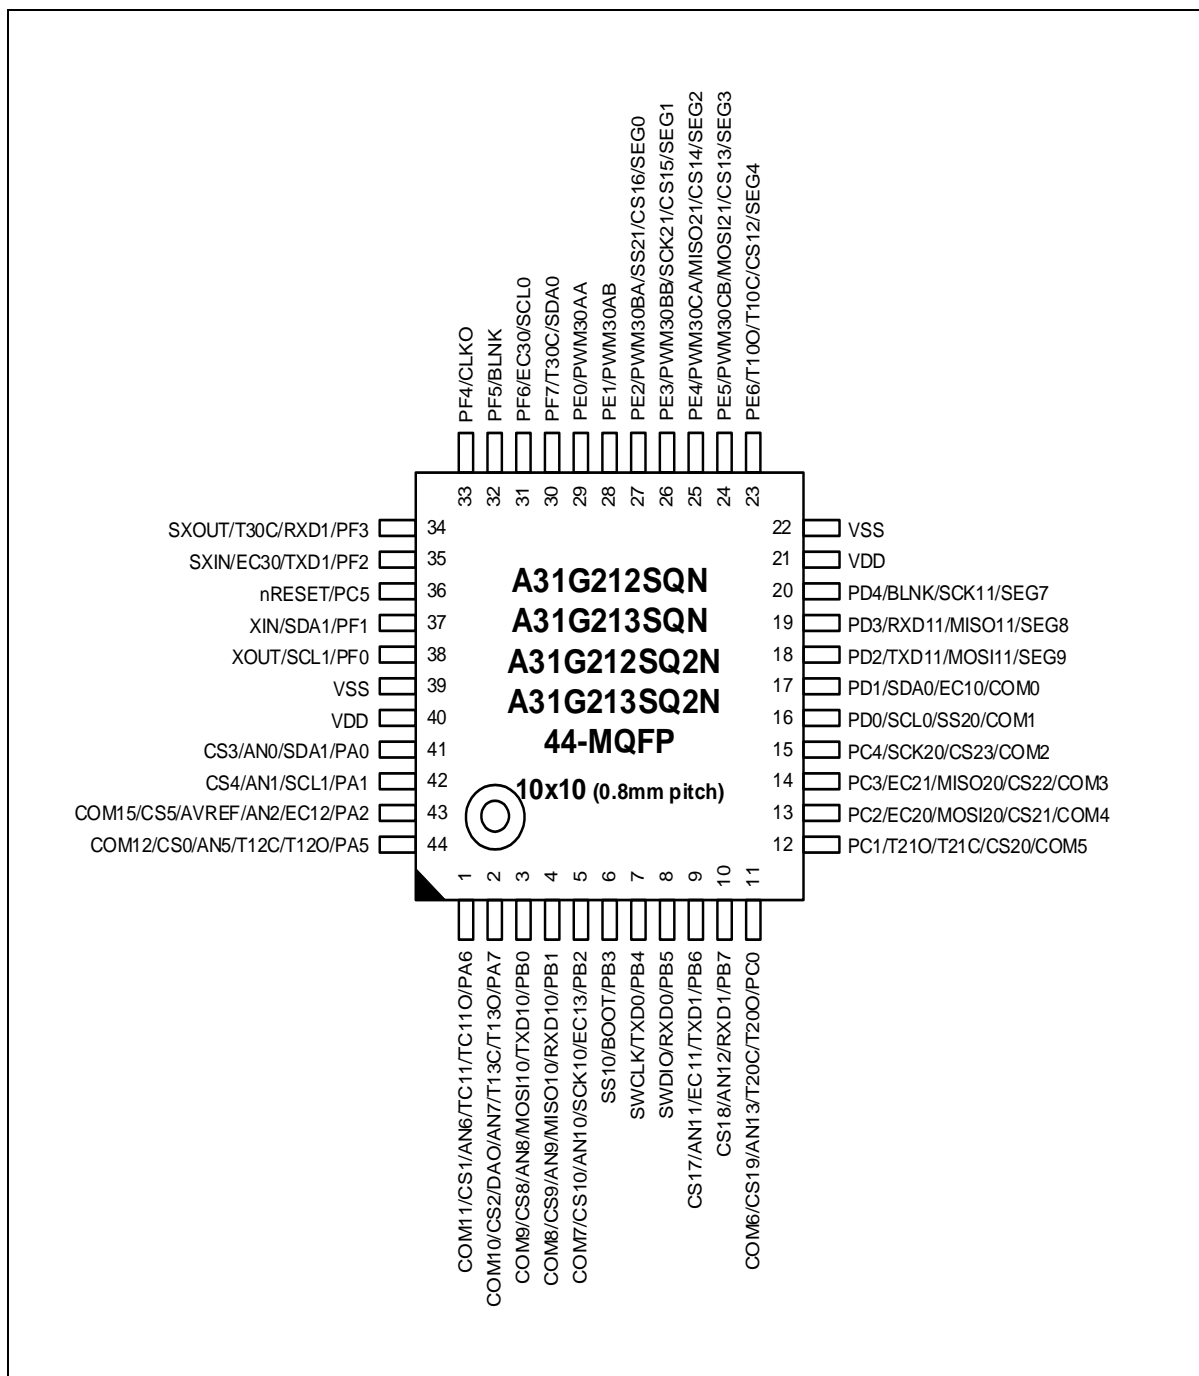 PF4/CLKO
PF5/BLNK
PF6/EC30/SCL0
PF7/T30C/SDA0
PE0/PWM30AA
PE1/PWM30AB
PE2/PWM30BA/SS21/CS16/SEG0
PE3/PWM30BB/SCK21/CS15/SEG1
PE4/PWM30CA/MISO21/CS14/SEG2
PE5/PWM30CB/MOSI21/CS13/SEG3
PE6/T10O/T10C/CS12/SEG4
33
32
31
30
29
28
27
26
25
24
23
SXOUT/T30C/RXD1/PF3 34
SXIN/EC30/TXD1/PF2 35
nRESET/PC5 36
XIN/SDA1/PF1 37
XOUT/SCL1/PF0 38
VSS 39
VDD 40
CS3/AN0/SDA1/PA0 41
CS4/AN1/SCL1/PA1 42
COM15/CS5/AVREF/AN2/EC12/PA2 43
COM12/CS0/AN5/T12C/T12O/PA5 44
A31G212SQN
A31G213SQN
A31G212SQ2N
A31G213SQ2N
44-MQFP
10x10 (0.8mm pitch)
22 VSS
21 VDD
20 PD4/BLNK/SCK11/SEG7
19 PD3/RXD11/MISO11/SEG8
18 PD2/TXD11/MOSI11/SEG9
17 PD1/SDA0/EC10/COM0
16 PD0/SCL0/SS20/COM1
15 PC4/SCK20/CS23/COM2
14 PC3/EC21/MISO20/CS22/COM3
13 PC2/EC20/MOSI20/CS21/COM4
12 PC1/T21O/T21C/CS20/COM5
1
2
3
4
5
6
7
8
9
10
11
COM11/CS1/AN6/TC11/TC11O/PA6
COM10/CS2/DAO/AN7/T13C/T13O/PA7
COM9/CS8/AN8/MOSI10/TXD10/PB0
COM8/CS9/AN9/MISO10/RXD10/PB1
COM7/CS10/AN10/SCK10/EC13/PB2
SS10/BOOT/PB3
SWCLK/TXD0/PB4
SWDIO/RXD0/PB5
CS17/AN11/EC11/TXD1/PB6
CS18/AN12/RXD1/PB7
COM6/CS19/AN13/T20C/T20O/PC0